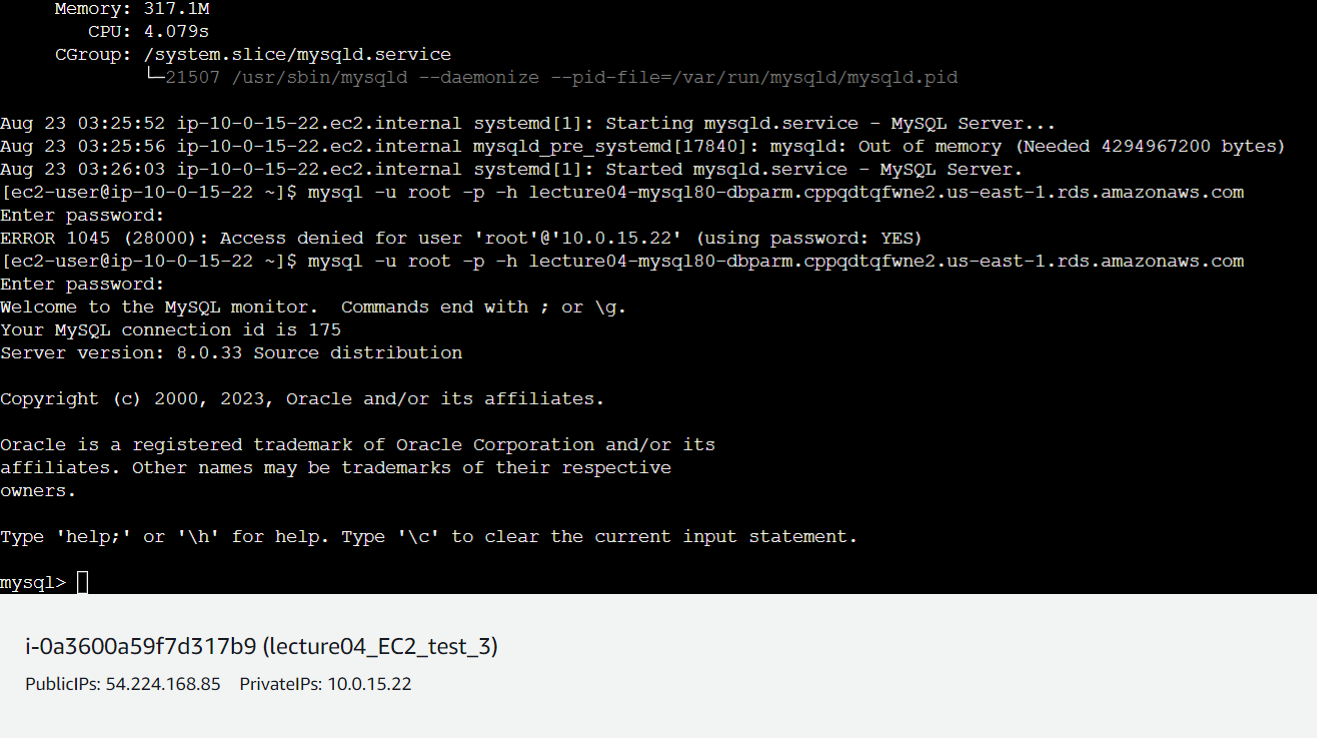 Memory: 317.1M
CPU: 4.079s
CGroup: /system.slice/mysqld.service
└─21507 /usr/sbin/mysqld --daemonize --pid-file=/var/run/mysqld/mysqld.pid
Aug 23 03:25:52 ip-10-0-15-22.ec2.internal systemd[1]: Starting mysqld.service - MySQL Server...
Aug 23 03:25:56 ip-10-0-15-22.ec2.internal mysqld_pre_systemd[17840]: mysqld: Out of memory (Needed 4294967200 bytes)
Aug 23 03:26:03 ip-10-0-15-22.ec2.internal systemd[1]: Started mysqld.service - MySQL Server.
[ec2-user@ip-10-0-15-22 ~]$ mysql -u root -p -h lecture04-mysql80-dbparm.cppqdtqfwne2.us-east-1.rds.amazonaws.com
Enter password:
ERROR 1045 (28000): Access denied for user 'root'@'10.0.15.22' (using password: YES)
[ec2-user@ip-10-0-15-22 ~]$ mysql -u root -p -h lecture04-mysql80-dbparm.cppqdtqfwne2.us-east-1.rds.amazonaws.com
Enter password:
Welcome to the MySQL monitor.  Commands end with ; or \g.
Your MySQL connection id is 175
Server version: 8.0.33 Source distribution
Copyright (c) 2000, 2023, Oracle and/or its affiliates.
Oracle is a registered trademark of Oracle Corporation and/or its
affiliates. Other names may be trademarks of their respective
owners.
Type 'help;' or '\h' for help. Type '\c' to clear the current input statement.
mysql>
i-0a3600a59f7d317b9 (lecture04_EC2_test_3)
PublicIPs: 54.224.168.85    PrivateIPs: 10.0.15.22